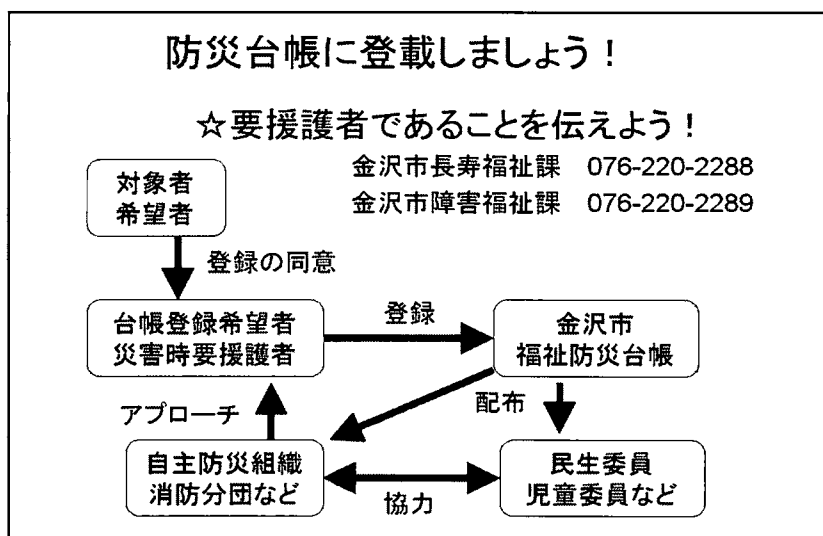 防災台帳に登載しましょう！
☆要援護者であることを伝えよう！
金沢市長寿福祉課　076-220-2288
金沢市障害福祉課　076-220-2289
対象者
希望者
登録の同意
台帳登録希望者
災害時要援護者
登録
金沢市
福祉防災台帳
アプローチ
配布
自主防災組織
消防分団など
協力
民生委員
児童委員など